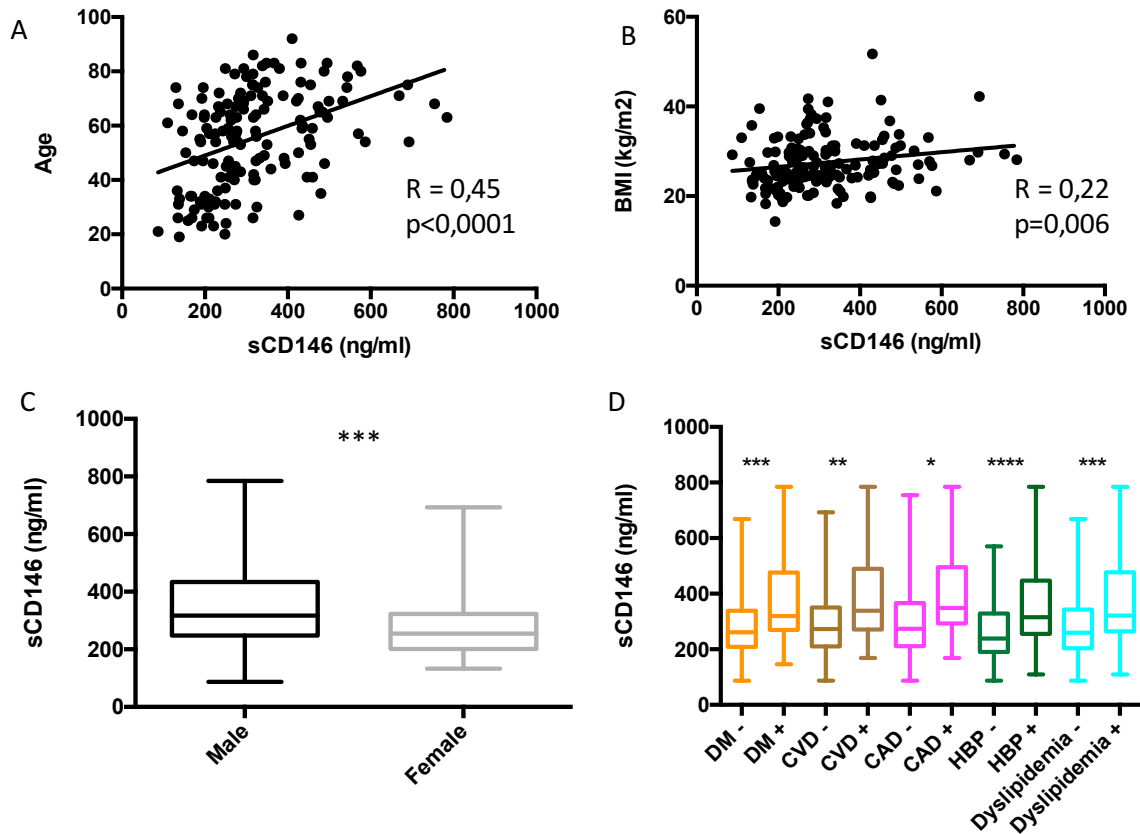 A
100
80
60
40
20
0
Age
R = 0,45
p<0,0001
0 200 400 600 800 1000
sCD146 (ng/ml)
B
60
40
20
0
BMI (kg/m2)
R = 0,22
p=0,006
0 200 400 600 800 1000
sCD146 (ng/ml)
C
1000
800
600
400
200
0
sCD146 (ng/ml)
***
Male Female
D
1000
800
600
400
200
0
sCD146 (ng/ml)
*** ** * **** ***
DM - DM + CVD - CVD + CAD - CAD + HBP - HBP + Dyslipidemia - Dyslipidemia +